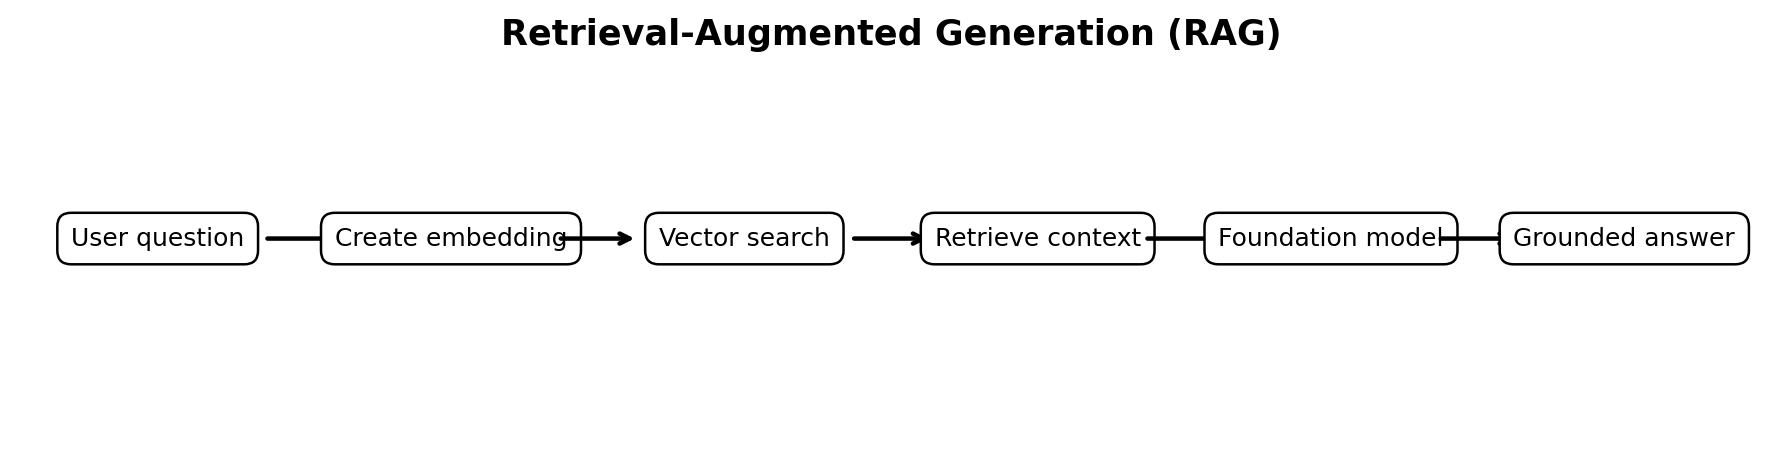 Retrieval-Augmented Generation (RAG)
User question
Create embedding
Vector search
Retrieve context
Foundation model
Grounded answer